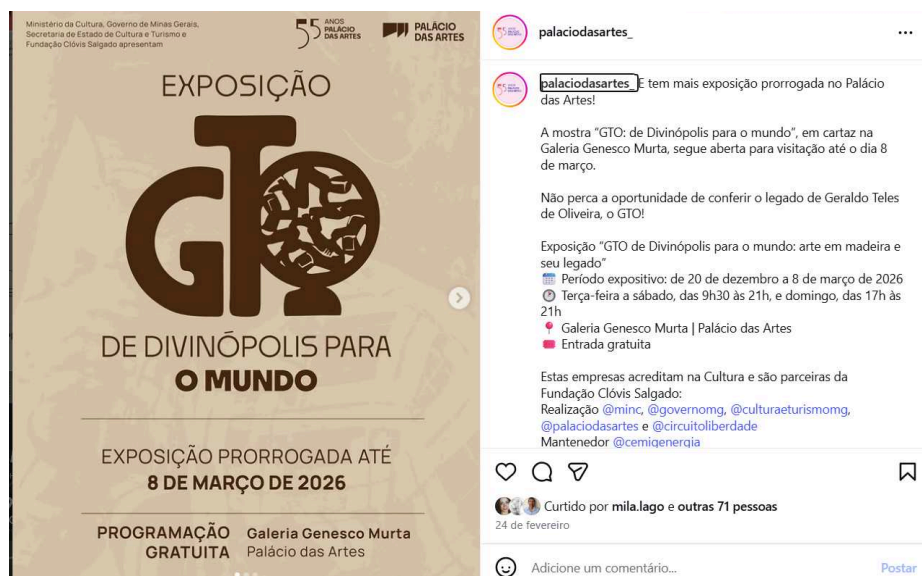 Ministério da Cultura, Governo de Minas Gerais,
Secretaria de Estado de Cultura e Turismo e
Fundação Clóvis Salgado apresentam
55 ANOS
PALÁCIO
DAS ARTES
PALÁCIO
DAS ARTES
EXPOSIÇÃO
GTO
DE DIVINÓPOLIS PARA
O MUNDO
EXPOSIÇÃO PRORROGADA ATÉ
8 DE MARÇO DE 2026
PROGRAMAÇÃO
GRATUITA
Galeria Genesco Murta
Palácio das Artes
palaciodasartes_
palaciodasartes_ E tem mais exposição prorrogada no Palácio
das Artes!
A mostra “GTO: de Divinópolis para o mundo”, em cartaz na
Galeria Genesco Murta, segue aberta para visitação até o dia 8
de março.
Não perca a oportunidade de conferir o legado de Geraldo Teles
de Oliveira, o GTO!
Exposição “GTO de Divinópolis para o mundo: arte em madeira e
seu legado”
Período expositivo: de 20 de dezembro a 8 de março de 2026
Terça-feira a sábado, das 9h30 às 21h, e domingo, das 17h às
21h
Galeria Genesco Murta | Palácio das Artes
Entrada gratuita
Estas empresas acreditam na Cultura e são parceiras da
Fundação Clóvis Salgado:
Realização @minc, @governomg, @culturaeturismomg,
@palaciodasartes e @circuitoliberdade
Mantenedor @cemigenergia
Curtido por mila.lago e outras 71 pessoas
24 de fevereiro
Adicione um comentário...
Postar